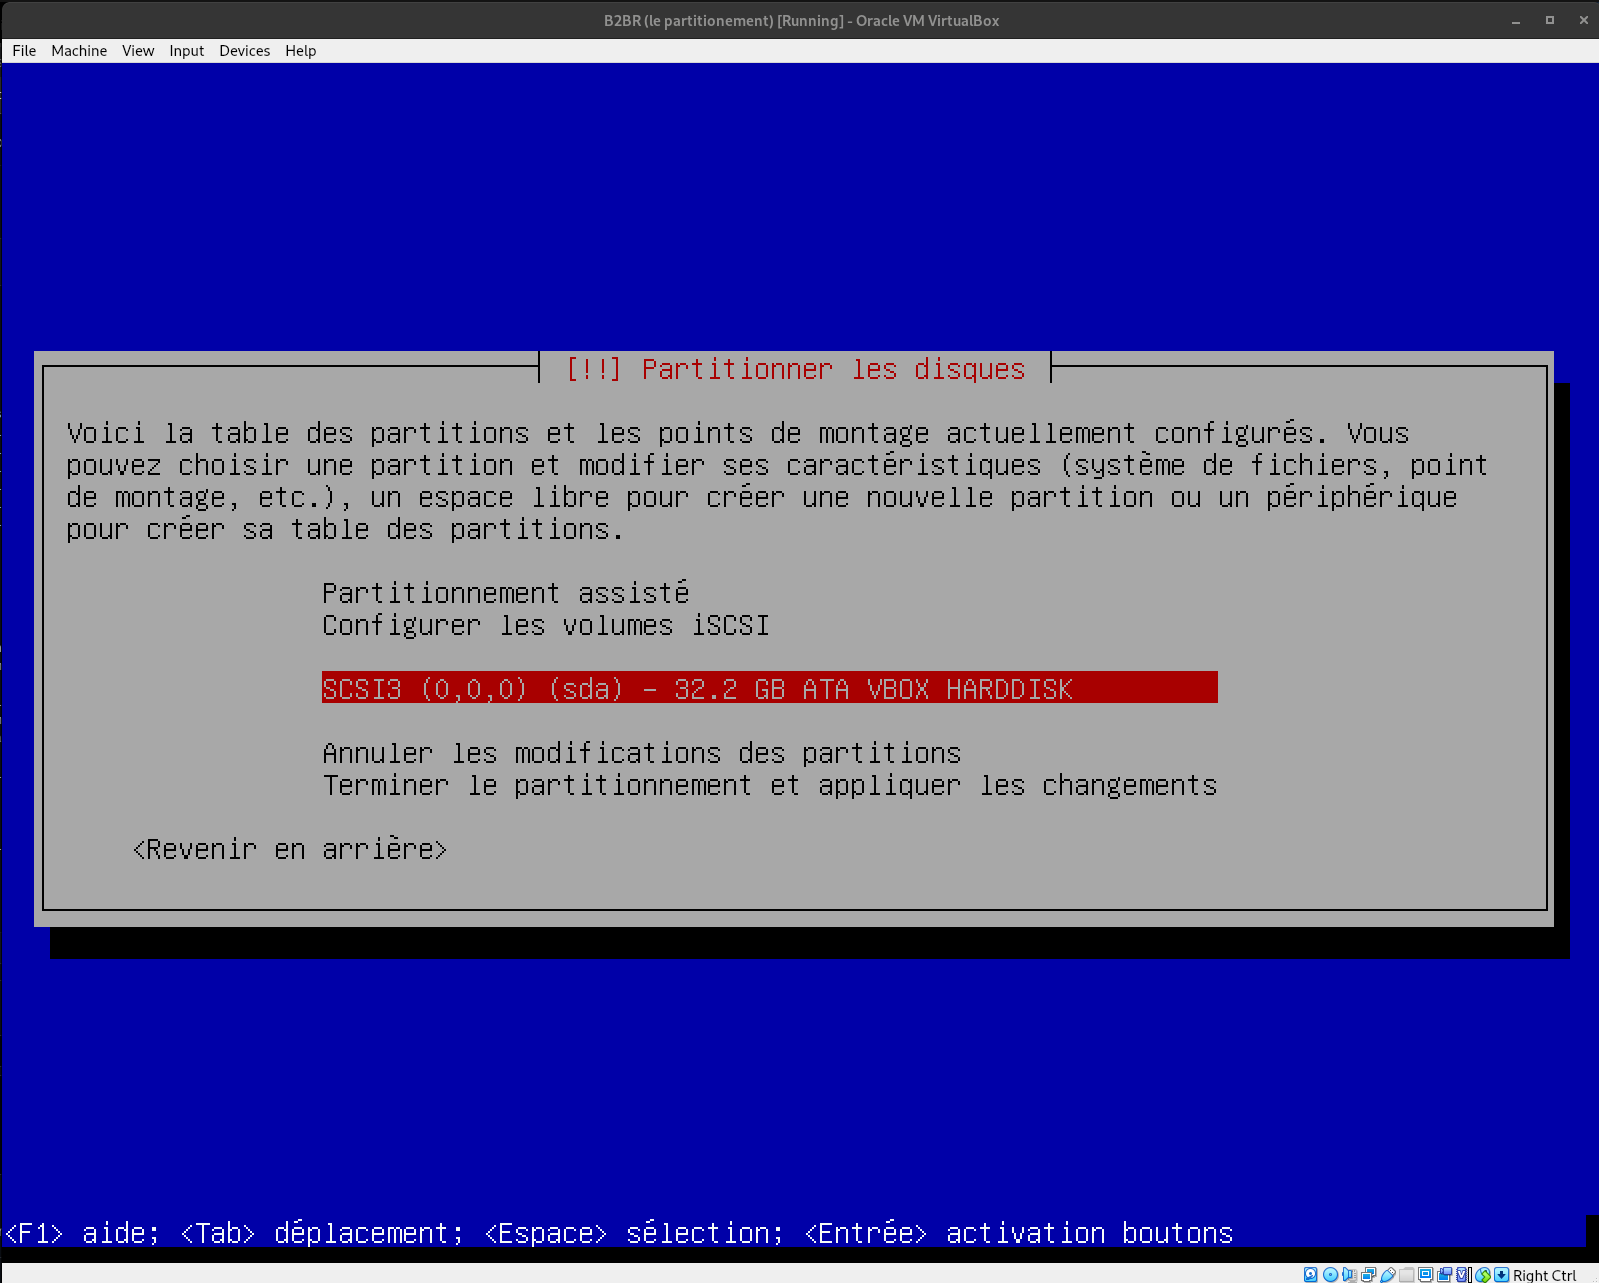 B2BR (le partitionement) [Running] - Oracle VM VirtualBox
File Machine View Input Devices Help
[!!] Partitionner les disques
Voici la table des partitions et les points de montage actuellement configurés. Vous
pouvez choisir une partition et modifier ses caractéristiques (système de fichiers, point
de montage, etc.), un espace libre pour créer une nouvelle partition ou un périphérique
pour créer sa table des partitions.
Partitionnement assisté
Configurer les volumes iSCSI
SCSI3 (0,0,0) (sda) - 32.2 GB ATA VBOX HARDDISK
Annuler les modifications des partitions
Terminer le partitionnement et appliquer les changements
<Revenir en arrière>
<F1> aide; <Tab> déplacement; <Espace> sélection; <Entrée> activation boutons
Right Ctrl